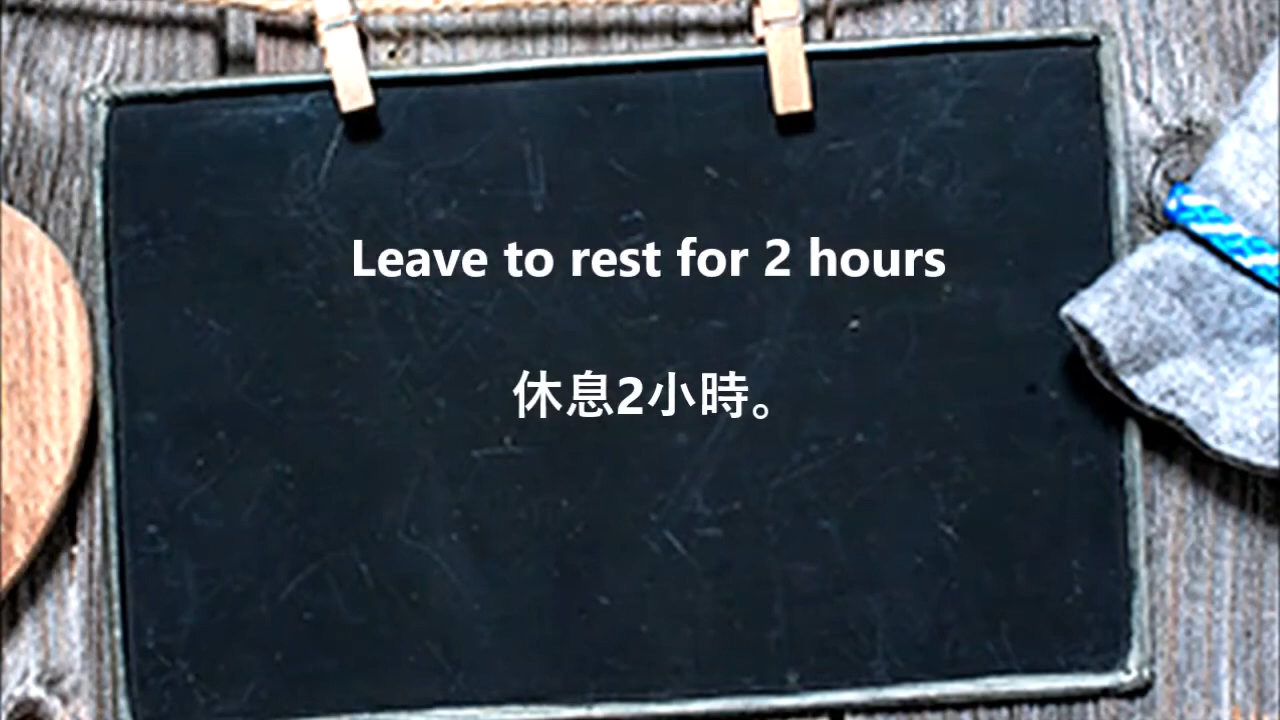 Leave to rest for 2 hours
休息2小時。